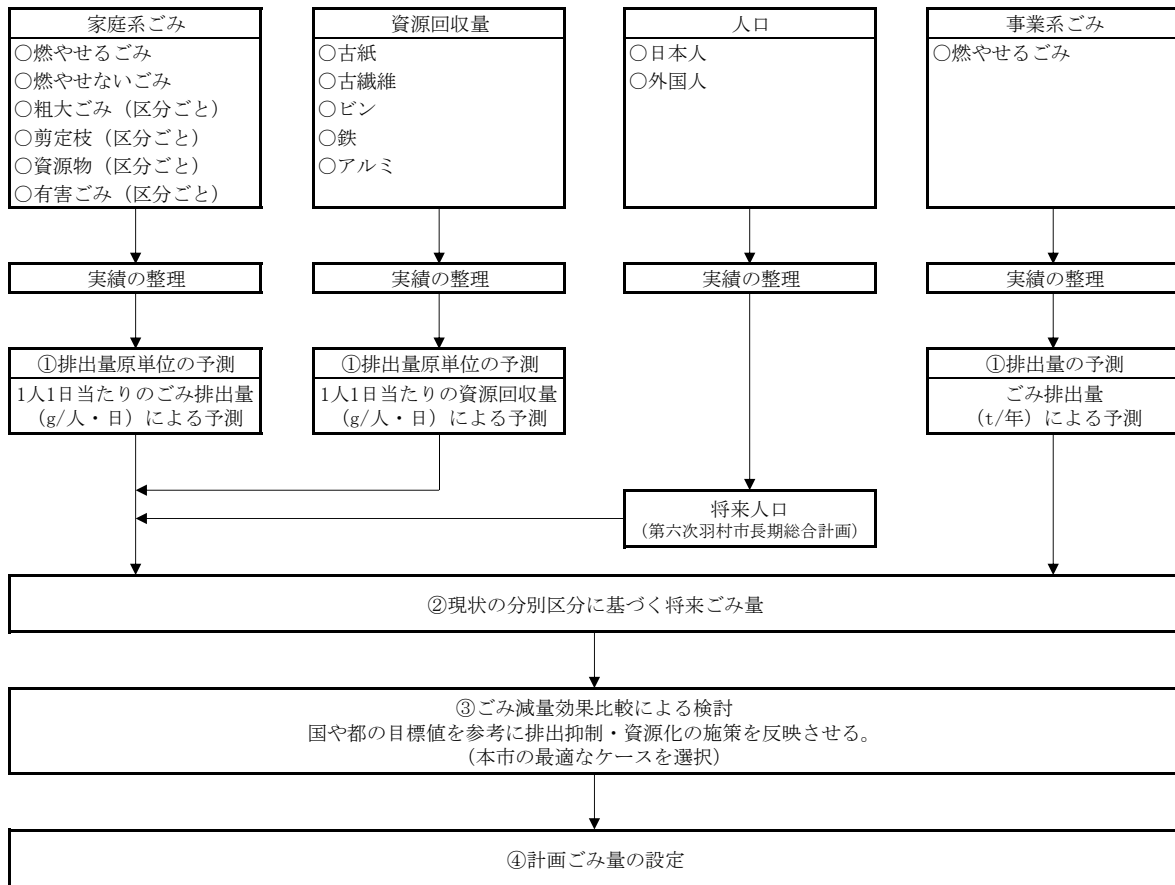 家庭系ごみ
○燃やせるごみ
○燃やせないごみ
○粗大ごみ（区分ごと）
○剪定枝（区分ごと）
○資源物（区分ごと）
○有害ごみ（区分ごと）
資源回収量
○古紙
○古繊維
○ビン
○鉄
○アルミ
人口
○日本人
○外国人
事業系ごみ
○燃やせるごみ
実績の整理
実績の整理
実績の整理
実績の整理
①排出量原単位の予測
1人1日当たりのごみ排出量
（g/人・日）による予測
①排出量原単位の予測
1人1日当たりの資源回収量
（g/人・日）による予測
①排出量の予測
ごみ排出量
（t/年）による予測
将来人口
（第六次羽村市長期総合計画）
②現状の分別区分に基づく将来ごみ量
③ごみ減量効果比較による検討
国や都の目標値を参考に排出抑制・資源化の施策を反映させる。
（本市の最適なケースを選択）
④計画ごみ量の設定